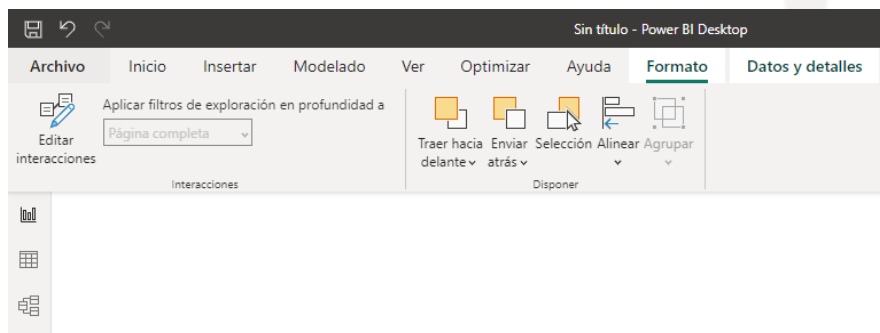 Sin título - Power BI Desktop
Archivo Inicio Insertar Modelado Ver Optimizar Ayuda Formato Datos y detalles
Editar interacciones
Aplicar filtros de exploración en profundidad a
Página completa
Interacciones
Traer hacia delante
Enviar atrás
Selección
Alinear
Agrupar
Disponer